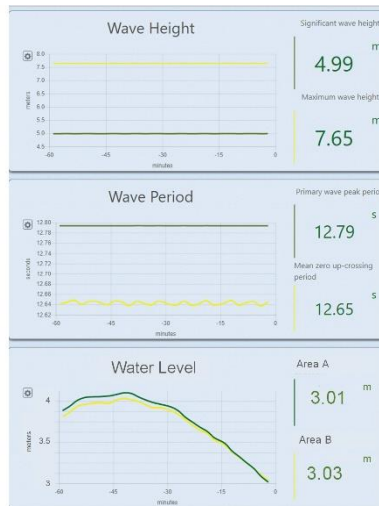 Wave Height
8.0
7.5
7.0
6.5
6.0
5.5
5.0
4.5
meters
-60
-45
-30
-15
0
minutes
Significant wave height
m
4.99
Maximum wave height
m
7.65
Wave Period
12.80
12.78
12.76
12.74
12.72
12.70
12.68
12.66
12.64
12.62
seconds
-60
-45
-30
-15
0
minutes
Primary wave peak period
s
12.79
Mean zero up-crossing
period
s
12.65
Water Level
4
3.5
3
meters
-60
-45
-30
-15
0
minutes
Area A
m
3.01
Area B
m
3.03